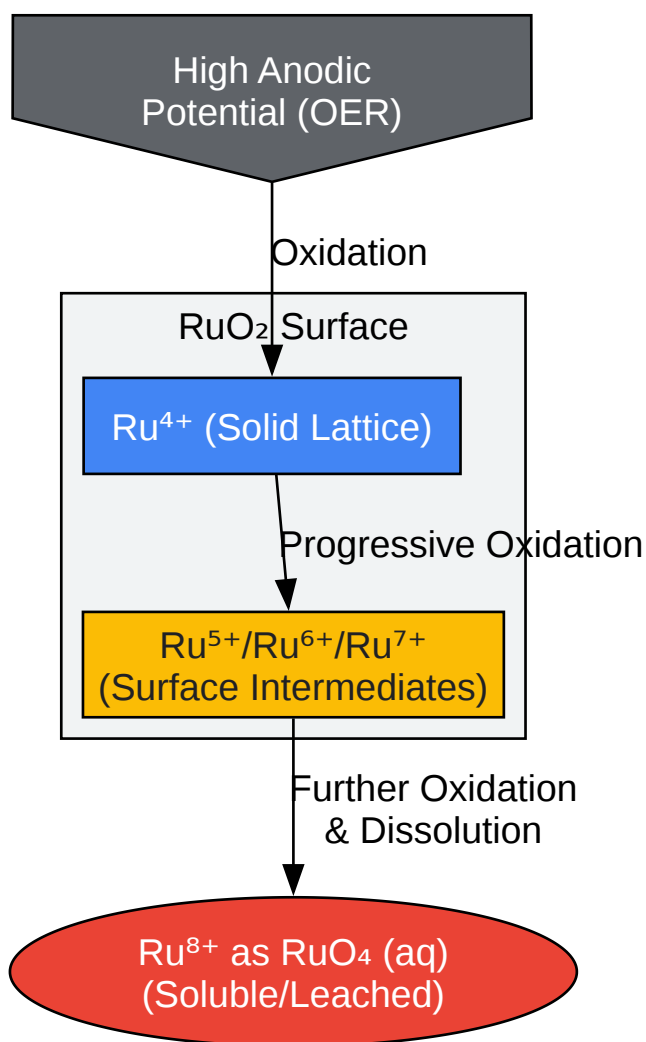 High Anodic
Potential (OER)
Oxidation
RuO₂ Surface
Ru⁴⁺ (Solid Lattice)
Progressive Oxidation
Ru⁵⁺/Ru⁶⁺/Ru⁷⁺
(Surface Intermediates)
Further Oxidation
& Dissolution
Ru⁸⁺ as RuO₄ (aq)
(Soluble/Leached)